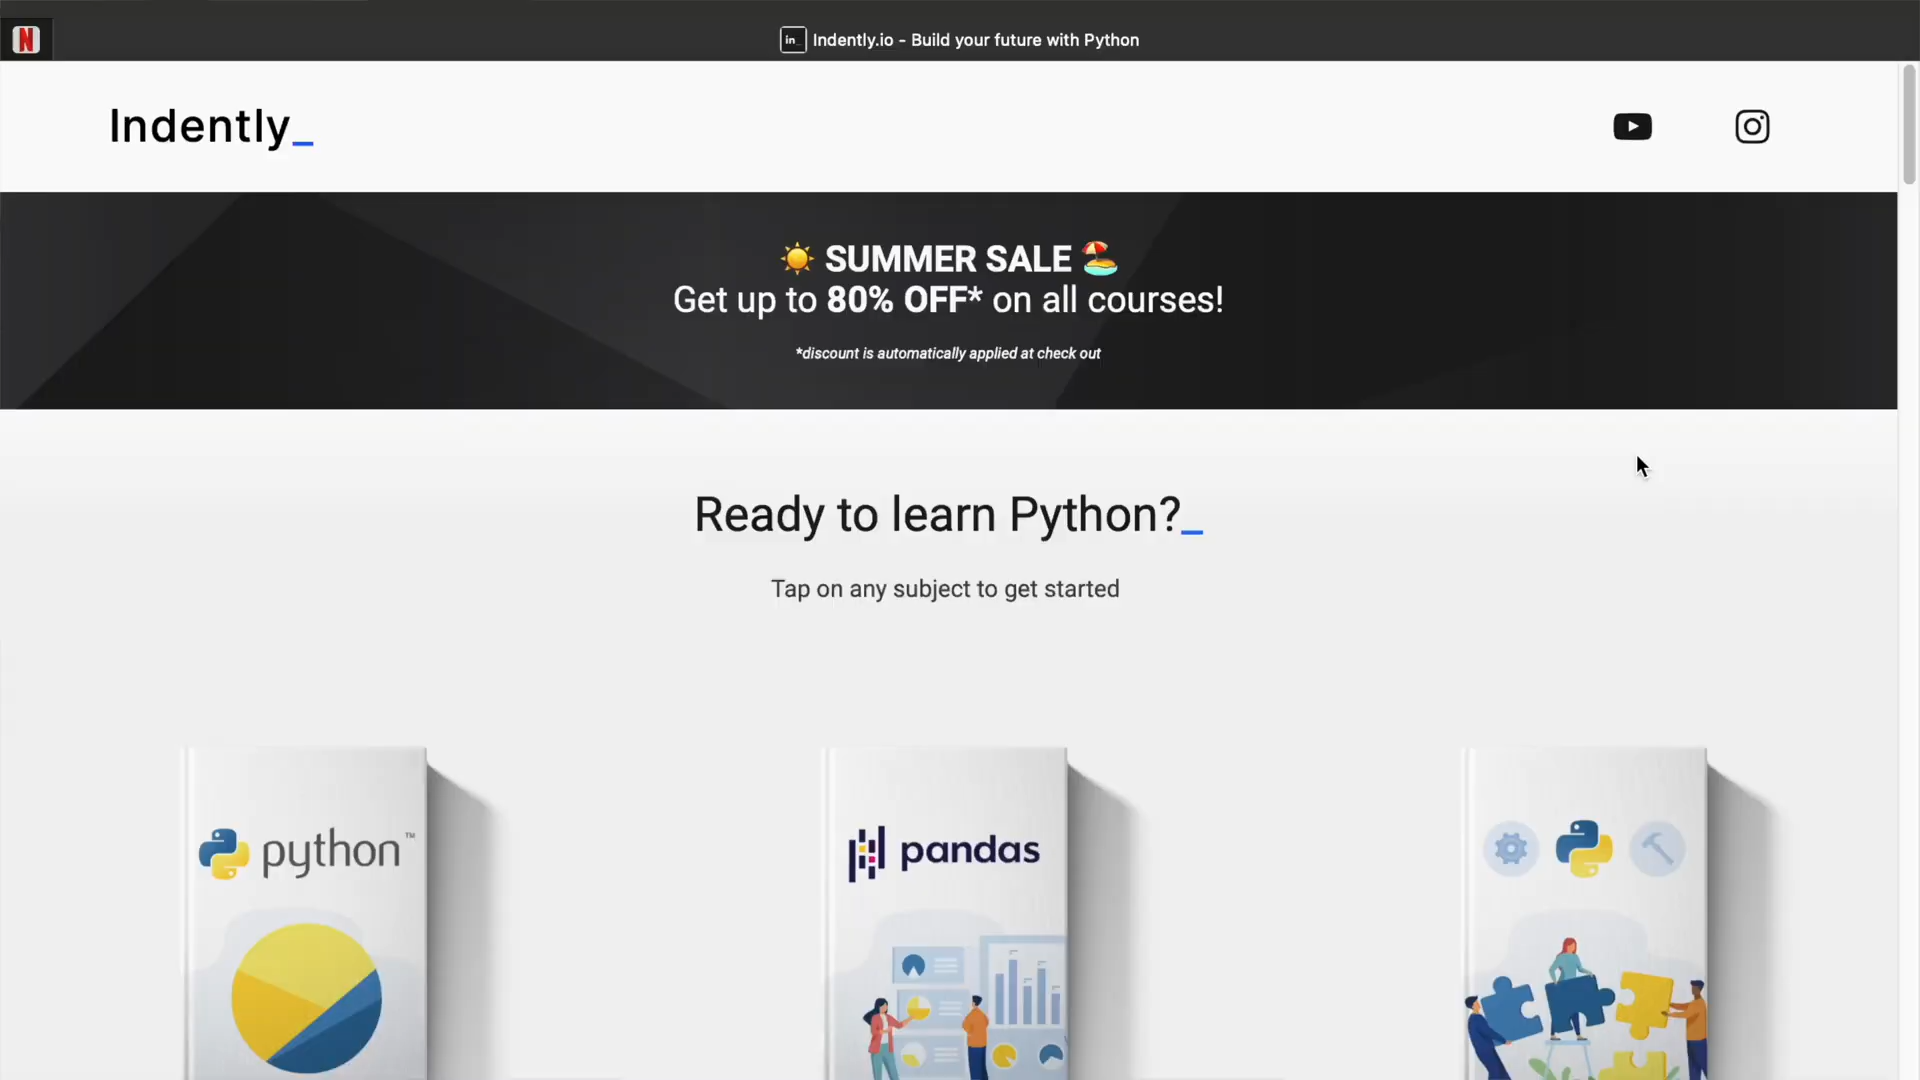 N
in_ Indently.io - Build your future with Python
Indently_
☀️ SUMMER SALE 🏖️
Get up to 80% OFF* on all courses!
*discount is automatically applied at check out
Ready to learn Python?_
Tap on any subject to get started
python™
pandas